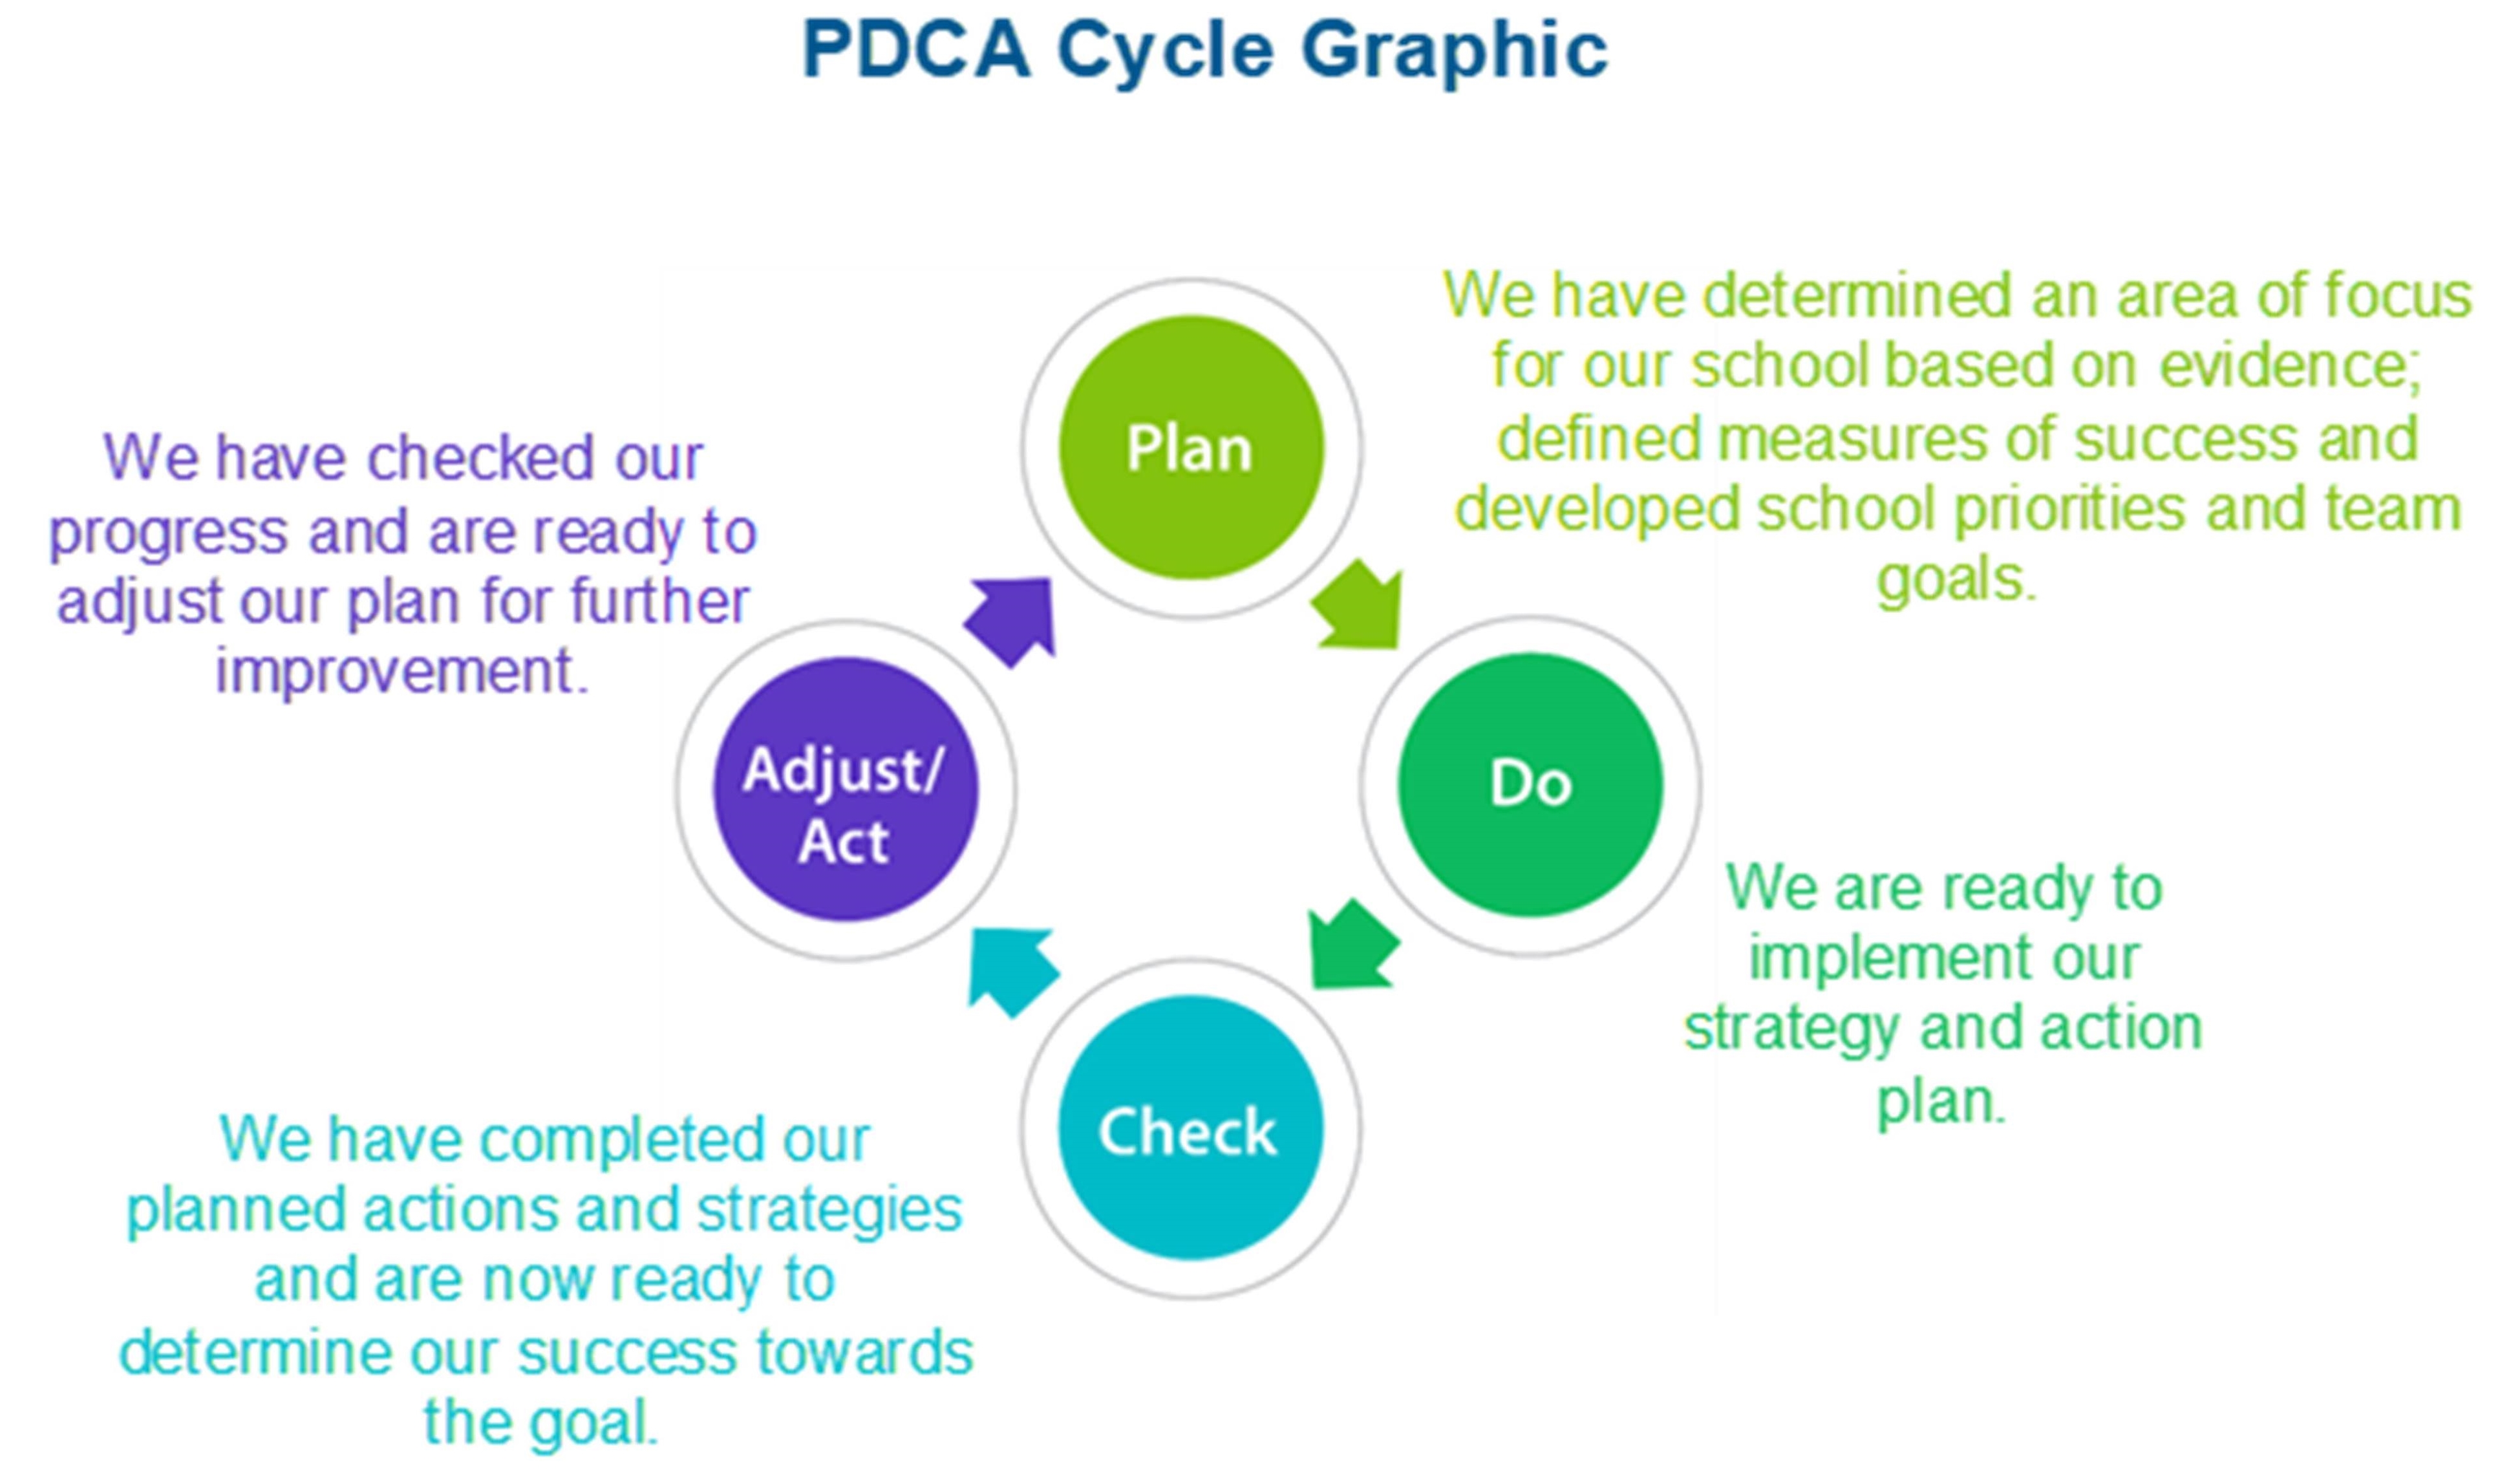 PDCA Cycle Graphic
Plan
We have determined an area of focus
for our school based on evidence;
defined measures of success and
developed school priorities and team
goals.
Do
We are ready to
implement our
strategy and action
plan.
Check
We have completed our
planned actions and strategies
and are now ready to
determine our success towards
the goal.
Adjust/
Act
We have checked our
progress and are ready to
adjust our plan for further
improvement.